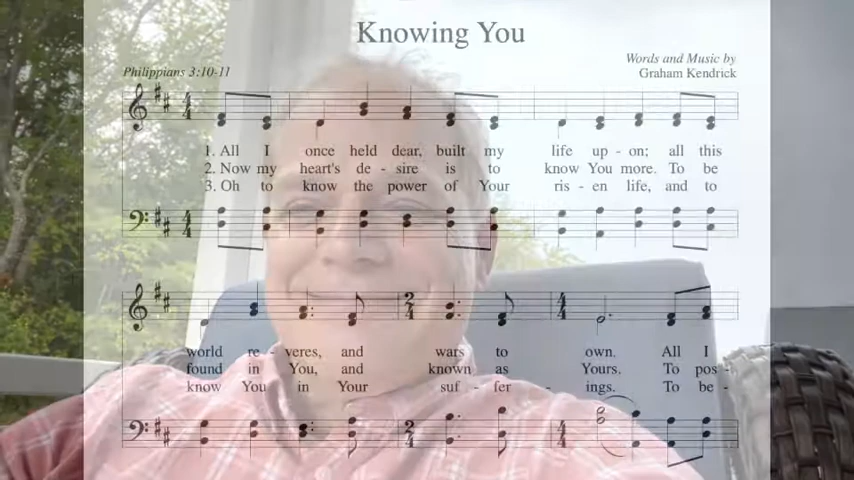 Knowing You
Philippians 3:10-11
Words and Music by
Graham Kendrick
1. All I once held dear, built my life up - on; all this
2. Now my heart's de - sire is to know You more. To be
3. Oh to know the power of Your ris - en life, and to
world re - veres, and wars to own. All I
found in You, and known as Yours. To pos -
know You in Your suf - fer - ings. To be -